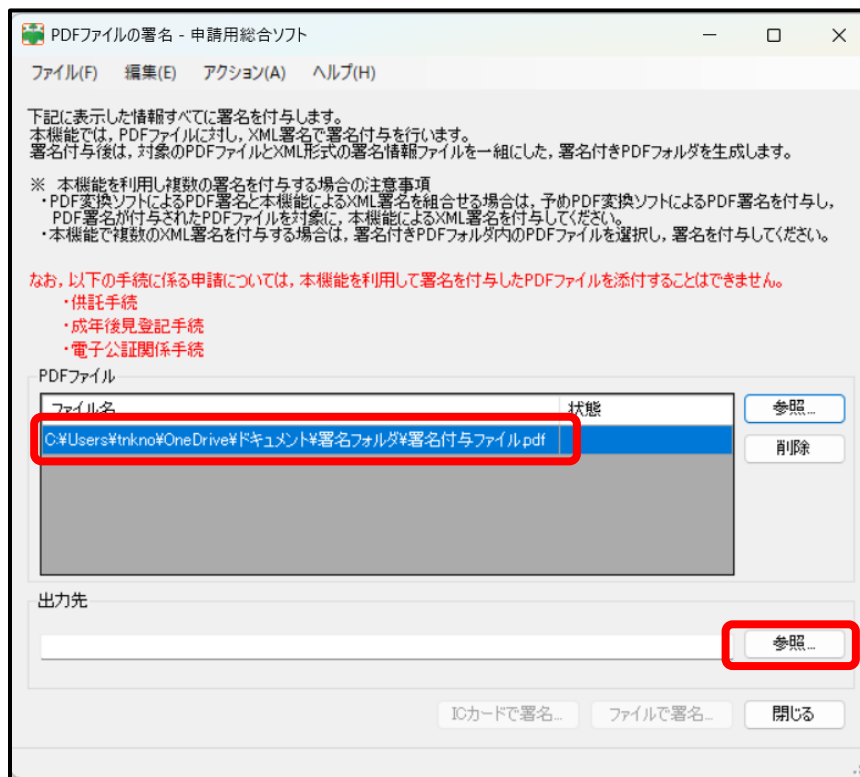 PDFファイルの署名 - 申請用総合ソフト
ファイル(F) 編集(E) アクション(A) ヘルプ(H)
下記に表示した情報すべてに署名を付与します。
本機能では，PDFファイルに対し，XML署名で署名付与を行います。
署名付与後は，対象のPDFファイルとXML形式の署名情報ファイルを一組にした，署名付きPDFフォルダを生成します。
※ 本機能を利用し複数の署名を付与する場合の注意事項
・PDF変換ソフトによるPDF署名と本機能によるXML署名を組合せる場合は，予めPDF変換ソフトによるPDF署名を付与し，
PDF署名が付与されたPDFファイルを対象に，本機能によるXML署名を付与してください。
・本機能で複数のXML署名を付与する場合は，署名付きPDFフォルダ内のPDFファイルを選択し，署名を付与してください。
なお，以下の手続に係る申請については，本機能を利用して署名を付与したPDFファイルを添付することはできません。
・供託手続
・成年後見登記手続
・電子公証関係手続
PDFファイル
ファイル名 状態 参照...
C:¥Users¥tnkno¥OneDrive¥ドキュメント¥署名フォルダ¥署名付与ファイル.pdf
削除
出力先
参照...
ICカードで署名... ファイルで署名... 閉じる